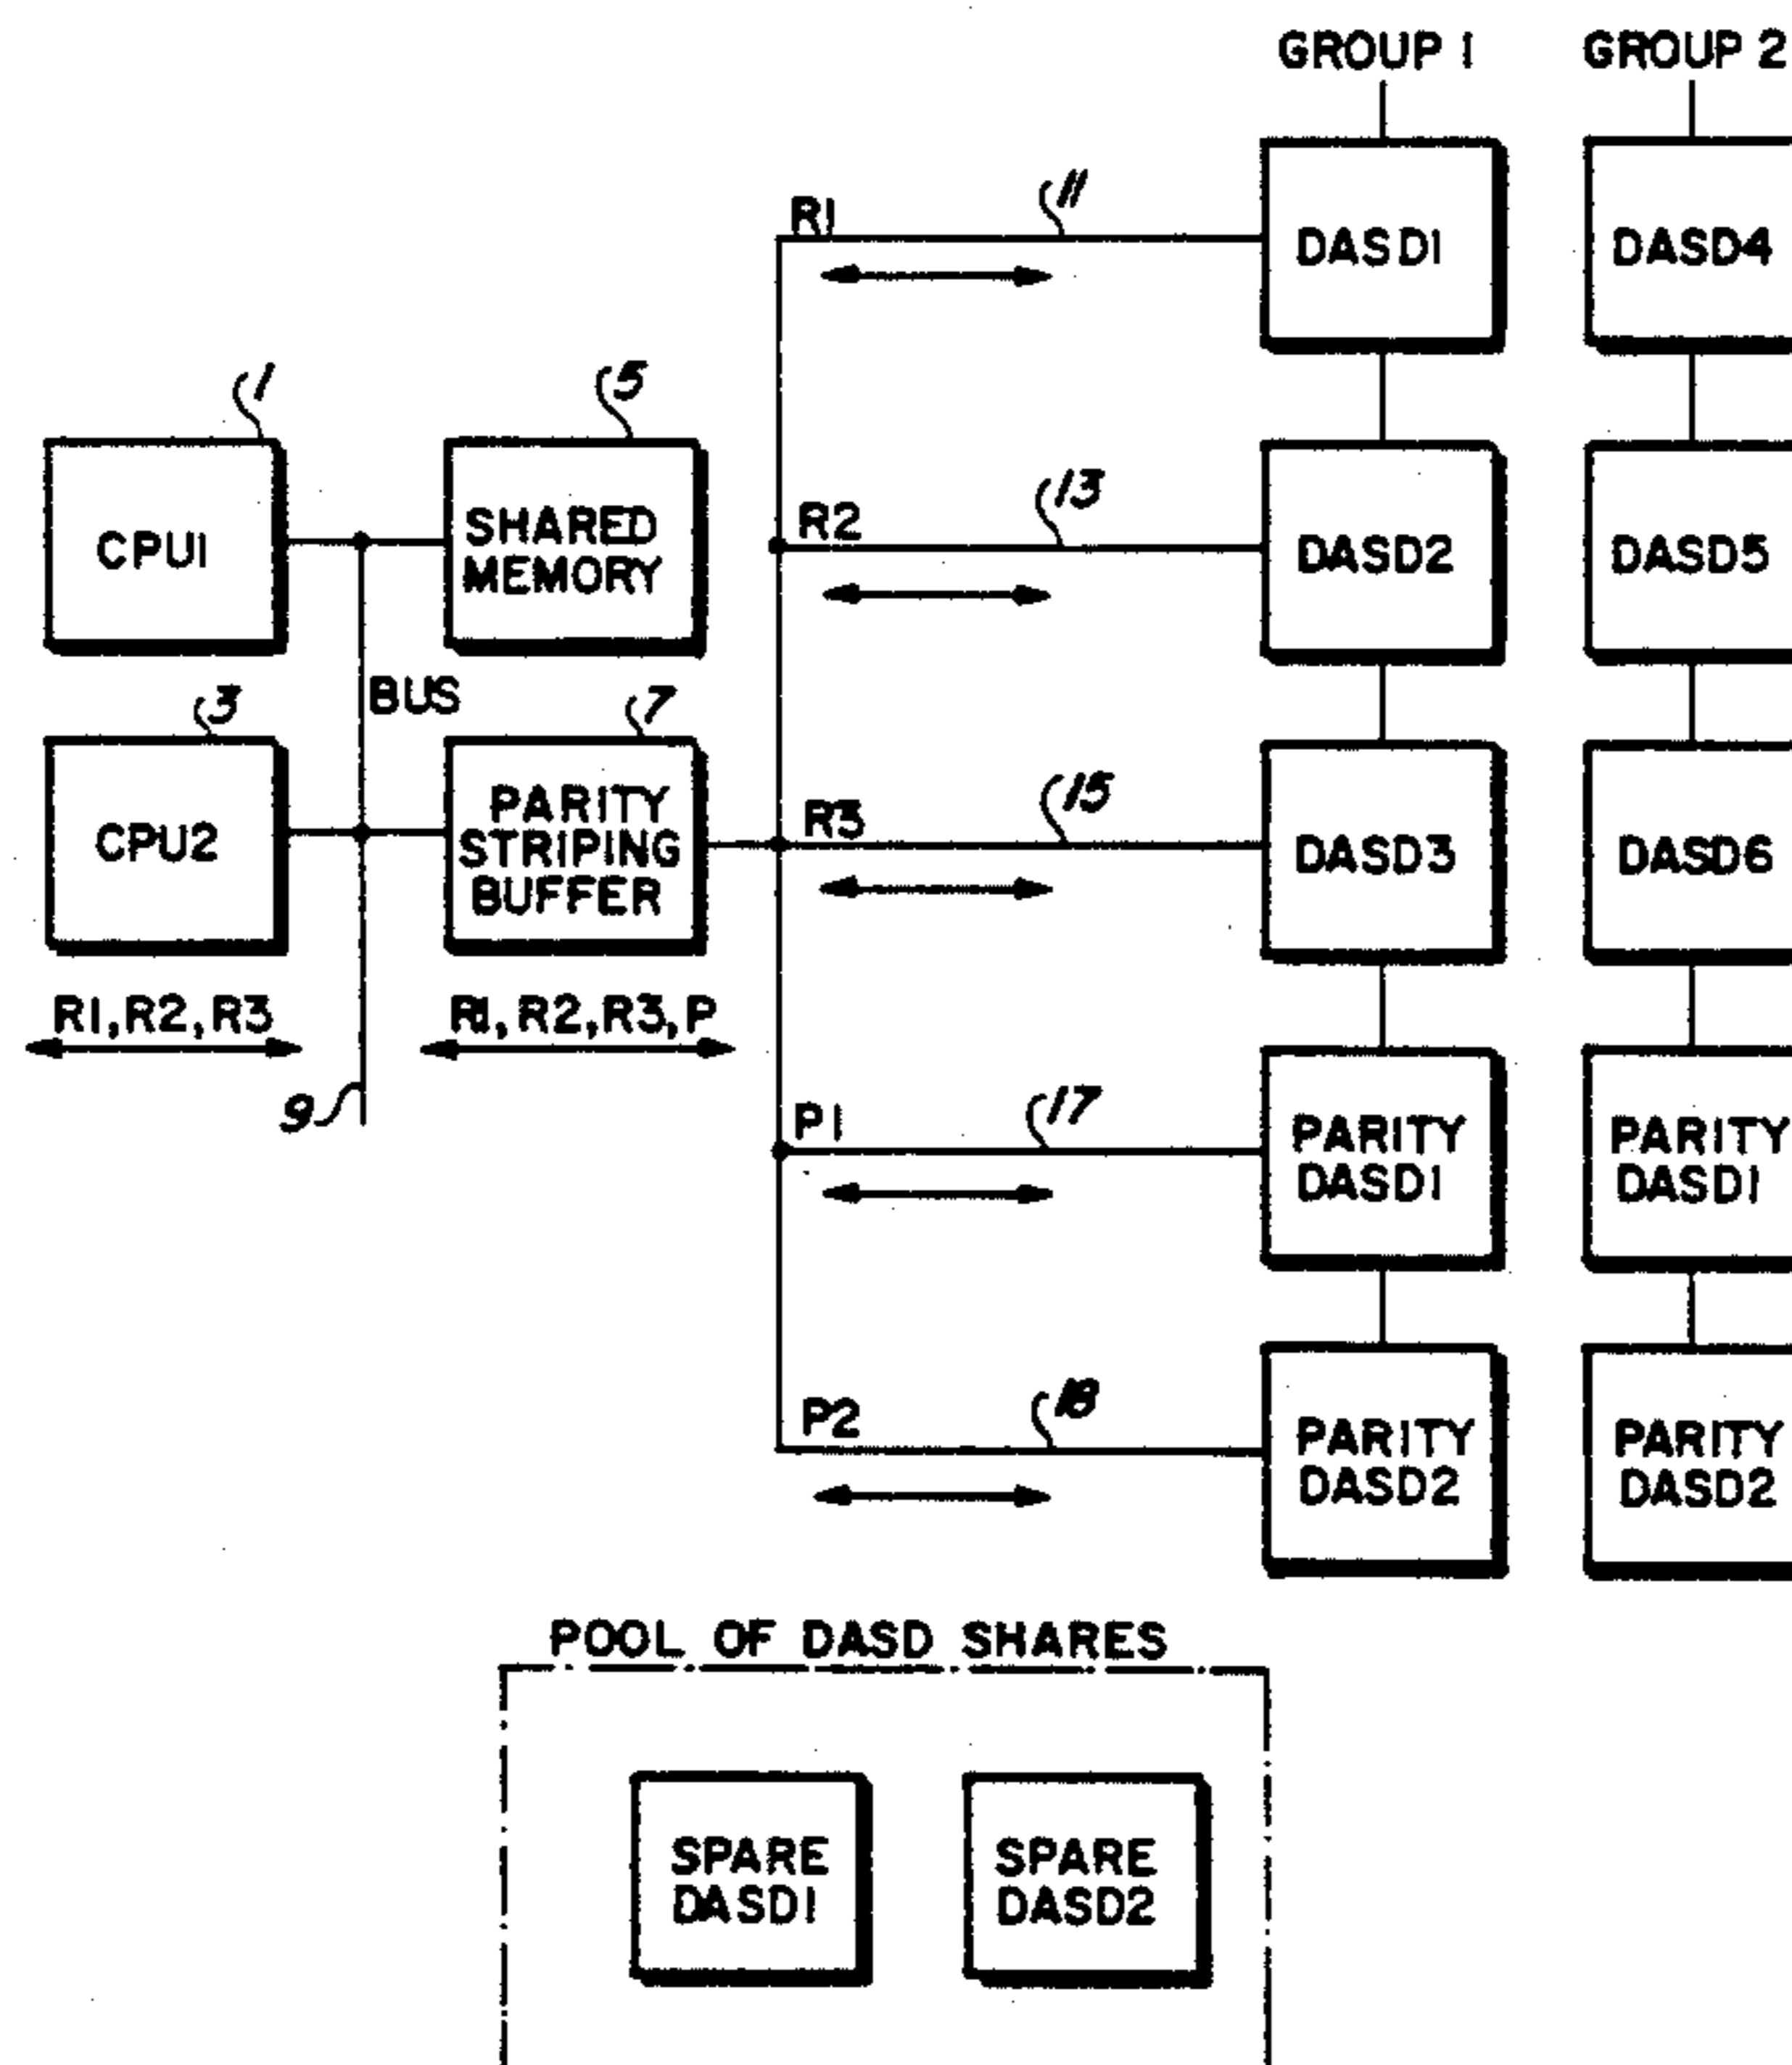 GROUP 1
GROUP 2
R1
11
DASD1
DASD4
1
5
CPU1
SHARED
MEMORY
R2
13
DASD2
DASD5
BUS
3
7
CPU2
PARITY
STRIPING
BUFFER
R3
15
DASD3
DASD6
R1,R2,R3
R1,R2,R3,P
9
P1
17
PARITY
DASD1
PARITY
DASD1
P2
18
PARITY
DASD2
PARITY
DASD2
POOL OF DASD SHARES
SPARE
DASD1
SPARE
DASD2